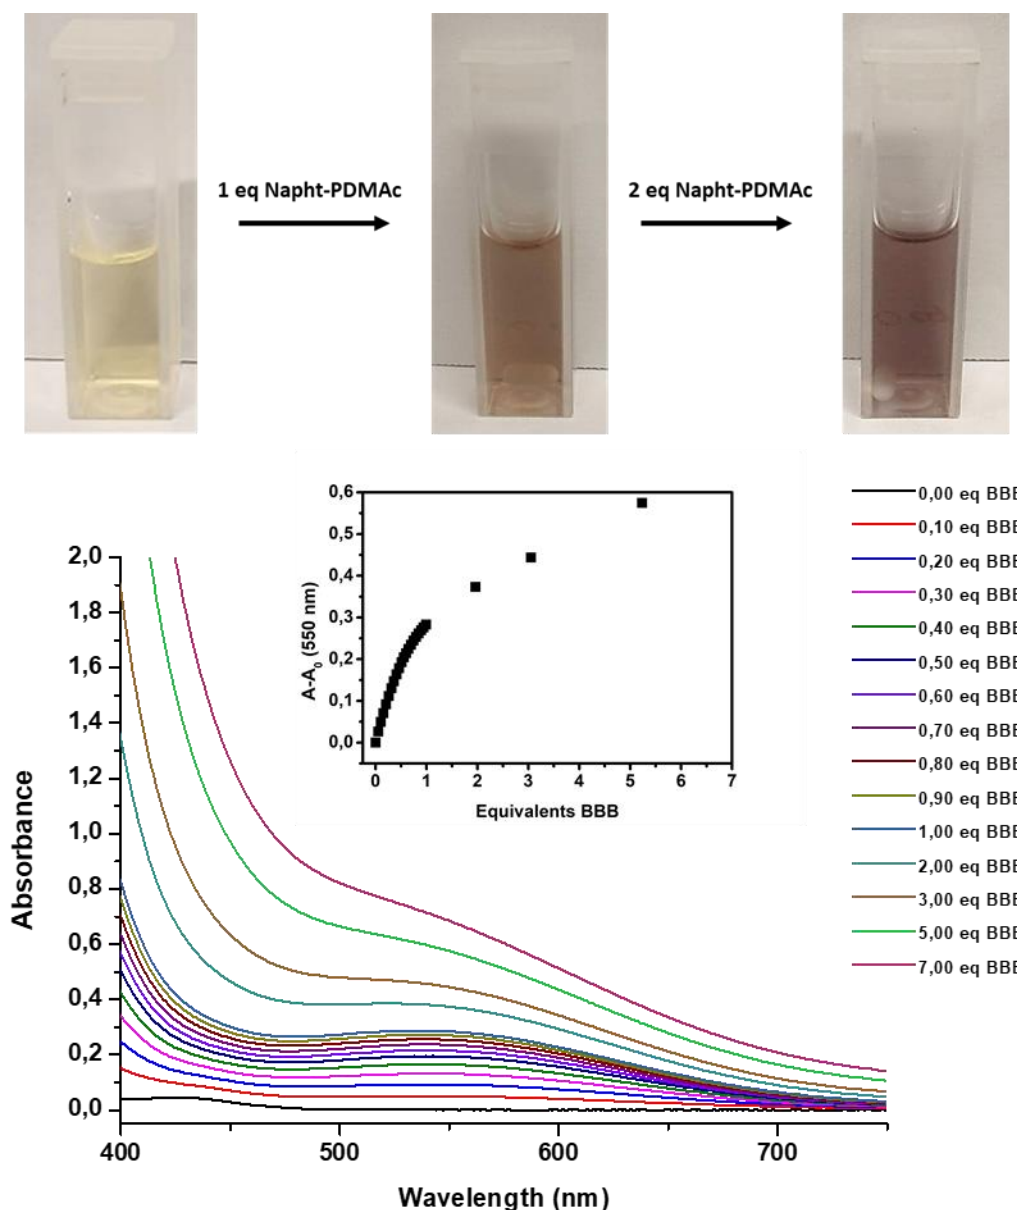 1 eq Napht-PDMAc
2 eq Napht-PDMAc
0,6
0,5
0,4
0,3
0,2
0,1
0,0
A-A₀ (550 nm)
0 1 2 3 4 5 6 7
Equivalents BBB
2,0
1,8
1,6
1,4
1,2
1,0
0,8
0,6
0,4
0,2
0,0
Absorbance
400 500 600 700
Wavelength (nm)
0,00 eq BBB
0,10 eq BBB
0,20 eq BBB
0,30 eq BBB
0,40 eq BBB
0,50 eq BBB
0,60 eq BBB
0,70 eq BBB
0,80 eq BBB
0,90 eq BBB
1,00 eq BBB
2,00 eq BBB
3,00 eq BBB
5,00 eq BBB
7,00 eq BBB